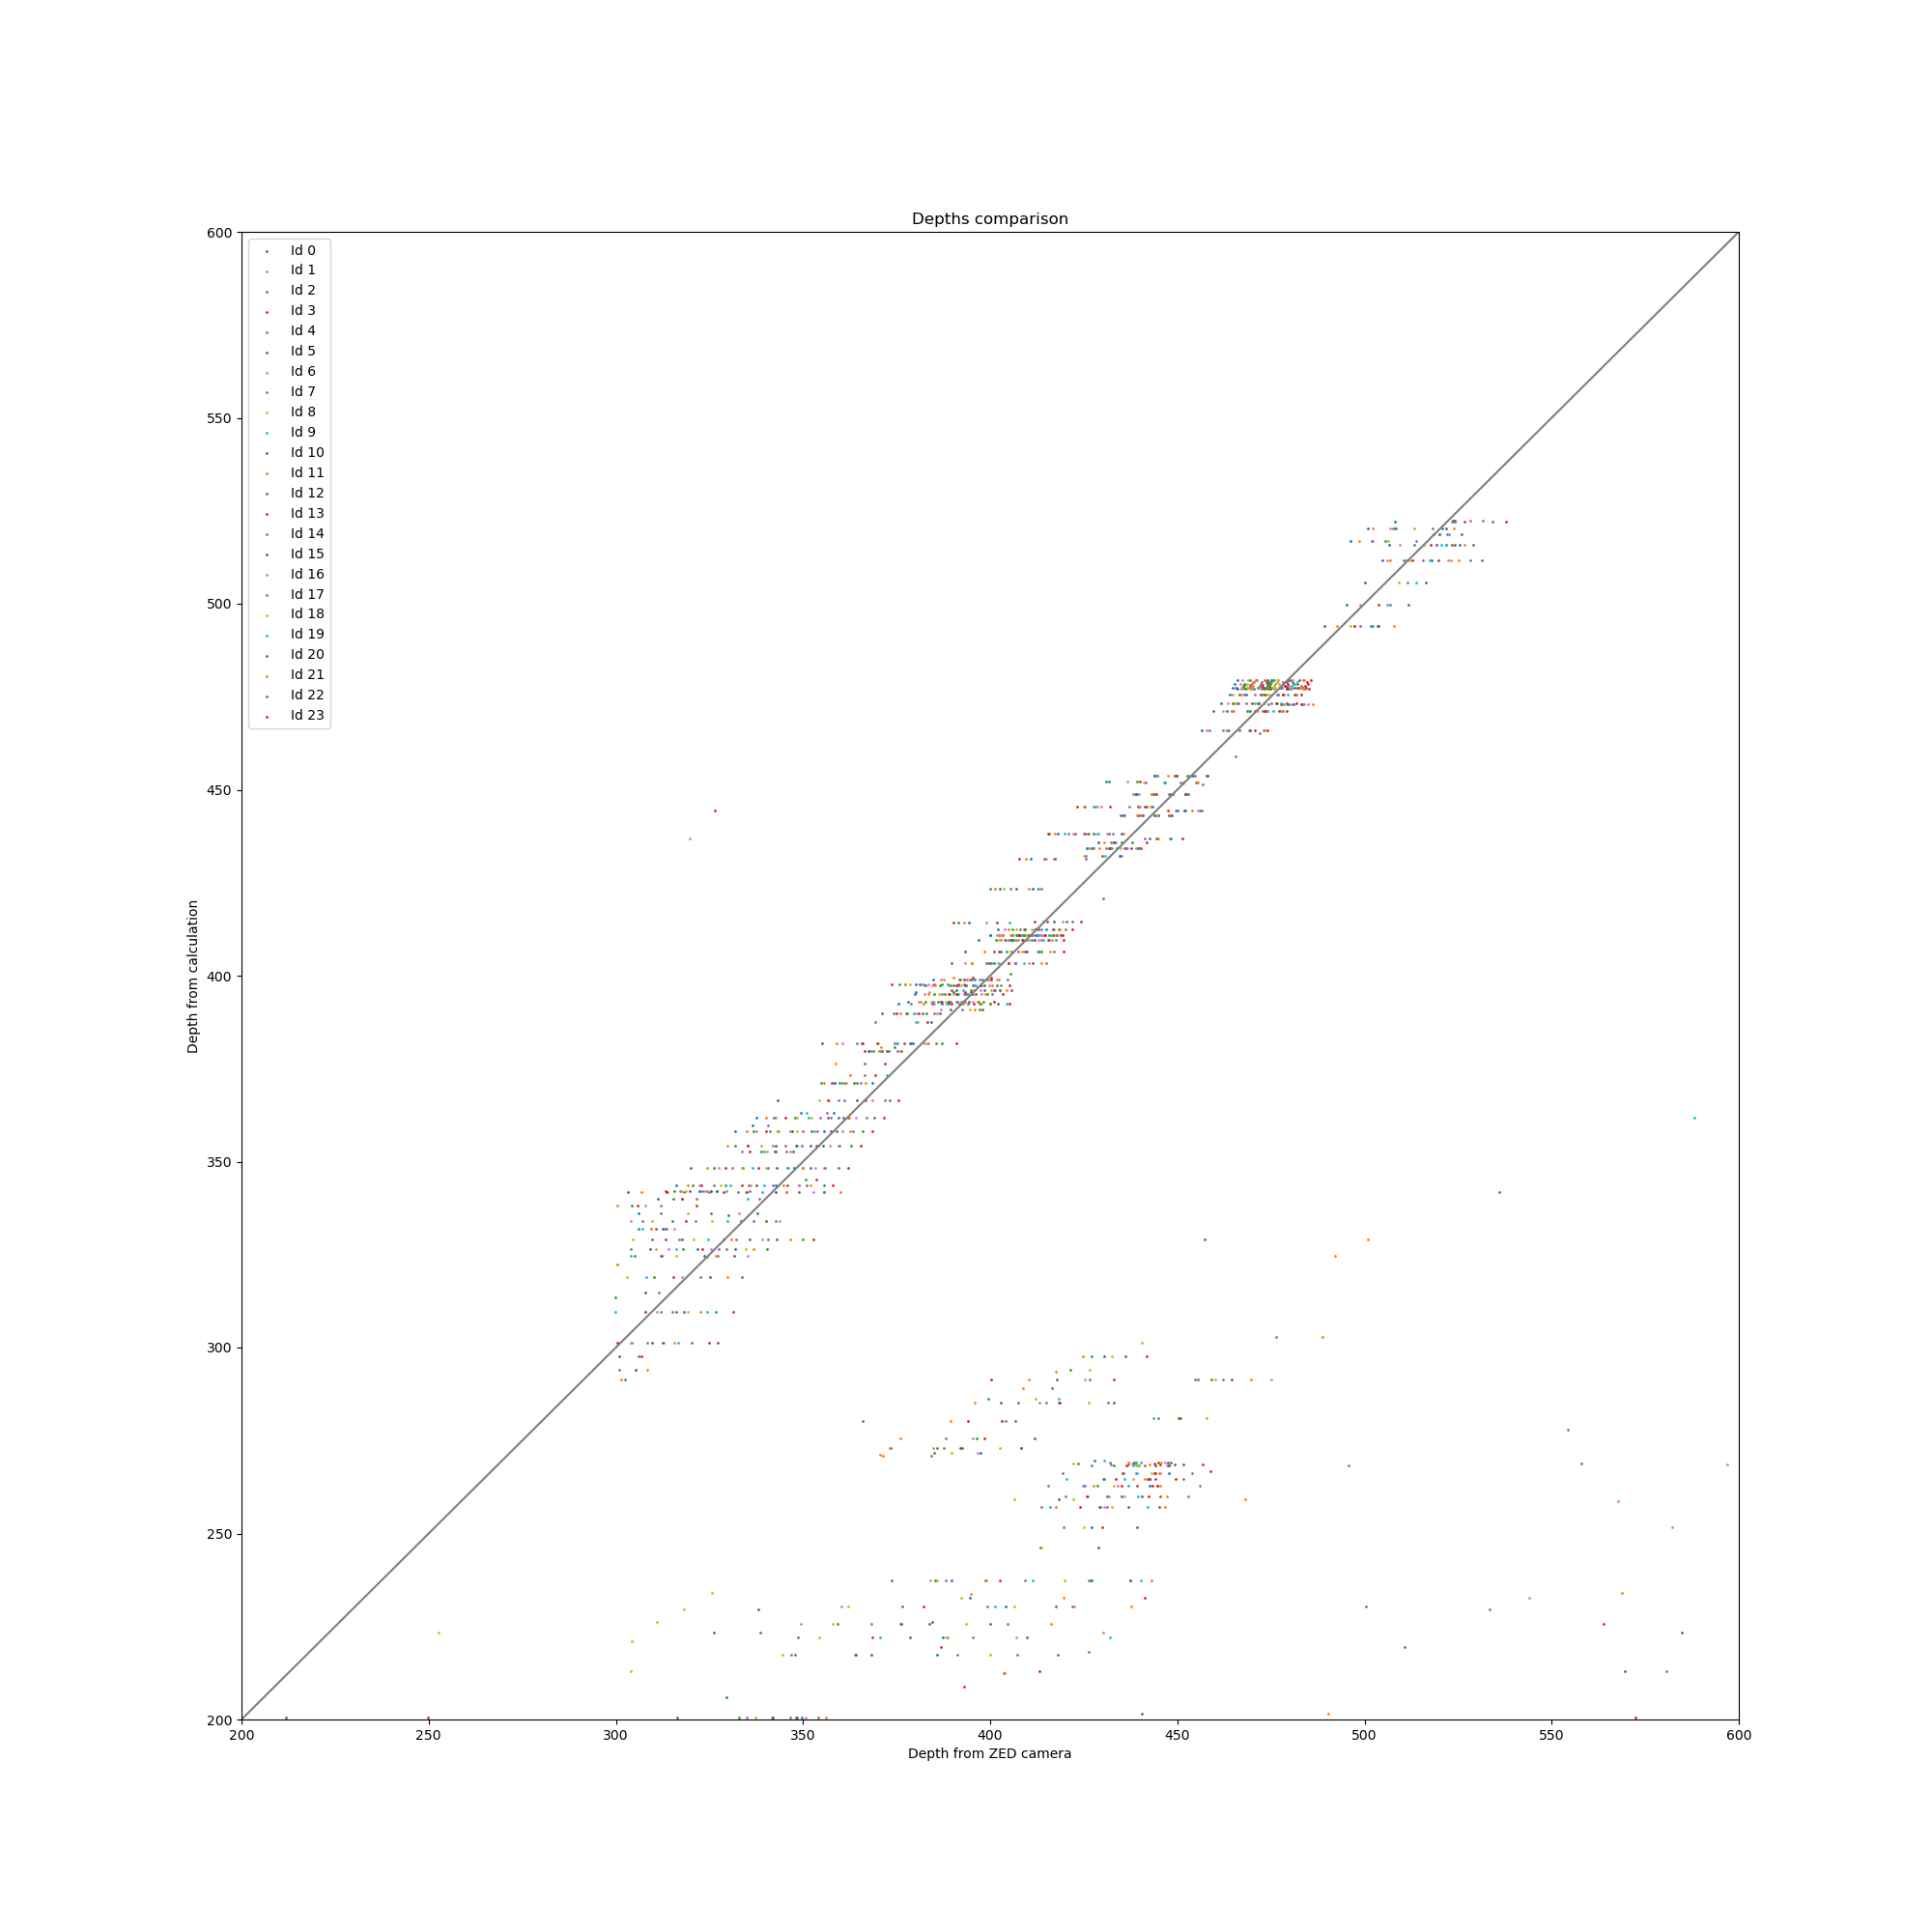 Depths comparison
600
550
500
450
400
350
300
250
200
Depth from calculation
Id 0
Id 1
Id 2
Id 3
Id 4
Id 5
Id 6
Id 7
Id 8
Id 9
Id 10
Id 11
Id 12
Id 13
Id 14
Id 15
Id 16
Id 17
Id 18
Id 19
Id 20
Id 21
Id 22
Id 23
200 250 300 350 400 450 500 550 600
Depth from ZED camera